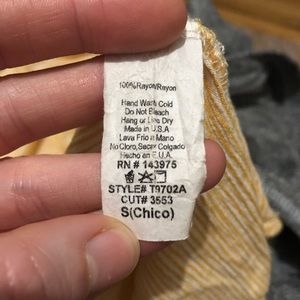 100%Rayon/Rayon
Hand Wash Cold
Do Not Bleach
Hang or Line Dry
Made in U.S.A
Lava Frio a Mano
No Cloro,Secar Colgado
Hecho en E.U.A.
RN # 143975
STYLE# T9702A
CUT# 3553
S(Chico)